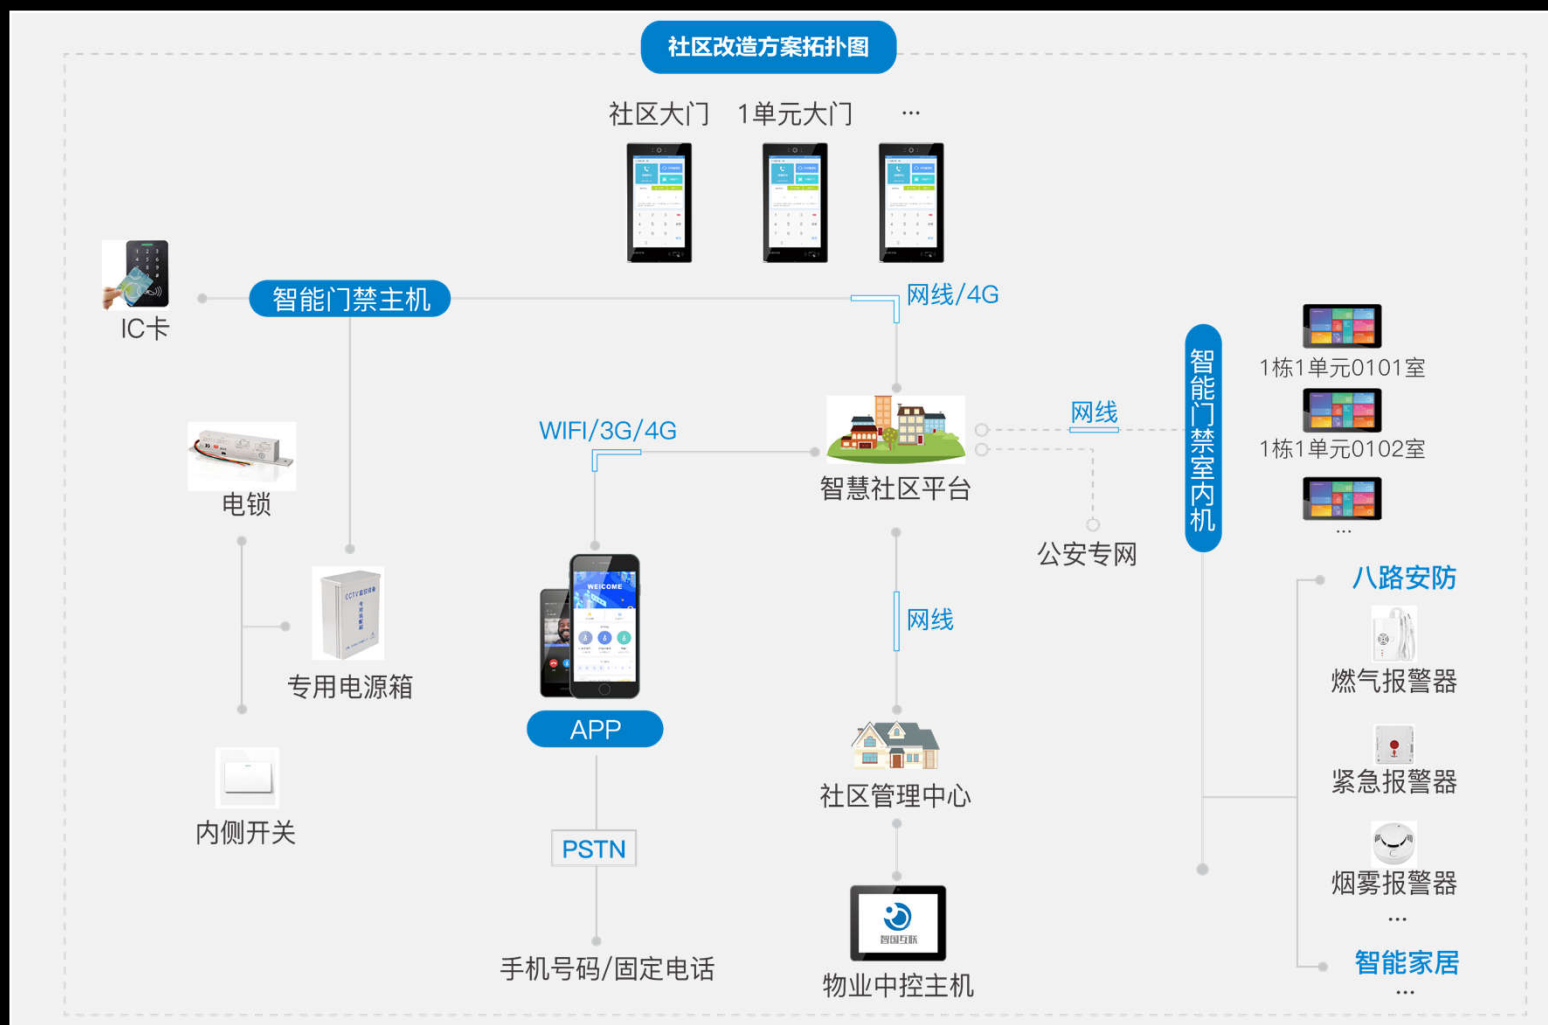 社区改造方案拓扑图
社区大门
1单元大门
...
IC卡
智能门禁主机
网线/4G
电锁
专用电源箱
内侧开关
WIFI/3G/4G
WEICOME
APP
PSTN
手机号码/固定电话
智慧社区平台
网线
公安专网
网线
社区管理中心
智国互联
物业中控主机
智能门禁室内机
1栋1单元0101室
1栋1单元0102室
...
八路安防
燃气报警器
紧急报警器
烟雾报警器
...
智能家居
...